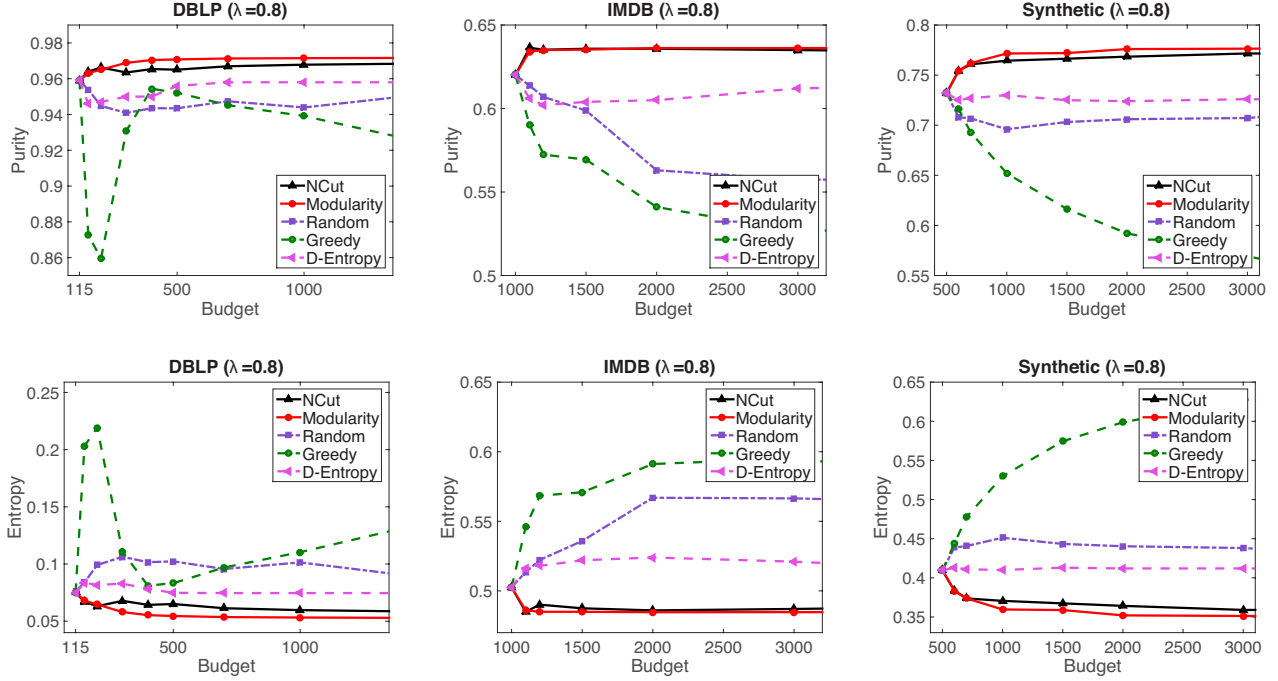 DBLP (λ=0.8)
0.98
0.96
0.94
0.92
0.9
0.88
0.86
Purity
NCut
Modularity
Random
Greedy
D-Entropy
115 500 1000
Budget
IMDB (λ=0.8)
0.65
0.6
0.55
0.5
Purity
NCut
Modularity
Random
Greedy
D-Entropy
1000 1500 2000 2500 3000
Budget
Synthetic (λ=0.8)
0.8
0.75
0.7
0.65
0.6
0.55
Purity
NCut
Modularity
Random
Greedy
D-Entropy
500 1000 1500 2000 2500 3000
Budget
DBLP (λ=0.8)
0.25
0.2
0.15
0.1
0.05
Entropy
NCut
Modularity
Random
Greedy
D-Entropy
115 500 1000
Budget
IMDB (λ=0.8)
0.65
0.6
0.55
0.5
Entropy
NCut
Modularity
Random
Greedy
D-Entropy
1000 1500 2000 2500 3000
Budget
Synthetic (λ=0.8)
0.65
0.6
0.55
0.5
0.45
0.4
0.35
Entropy
NCut
Modularity
Random
Greedy
D-Entropy
500 1000 1500 2000 2500 3000
Budget